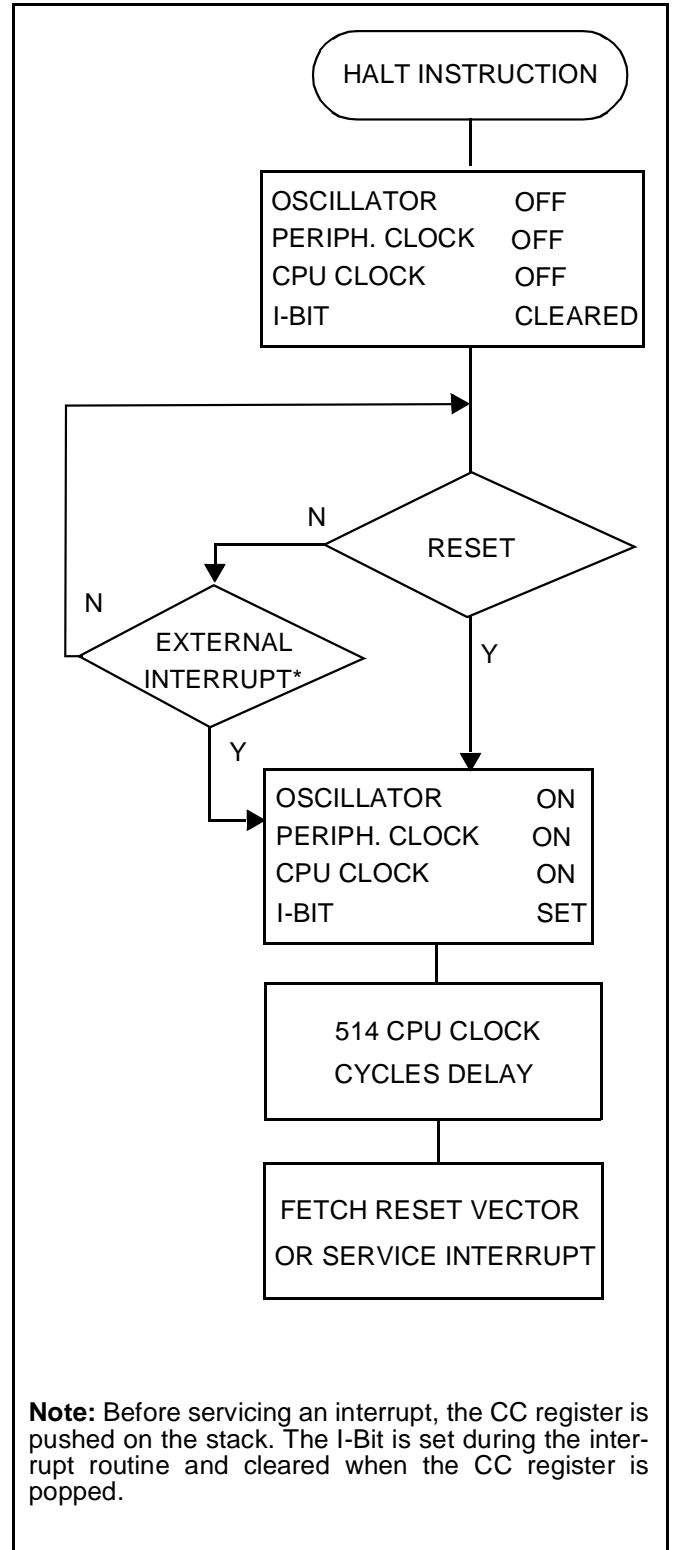 HALT INSTRUCTION
OSCILLATOR OFF
PERIPH. CLOCK OFF
CPU CLOCK OFF
I-BIT CLEARED
N
RESET
N
EXTERNAL
INTERRUPT*
Y
Y
OSCILLATOR ON
PERIPH. CLOCK ON
CPU CLOCK ON
I-BIT SET
514 CPU CLOCK
CYCLES DELAY
FETCH RESET VECTOR
OR SERVICE INTERRUPT
Note: Before servicing an interrupt, the CC register is
pushed on the stack. The I-Bit is set during the inter-
rupt routine and cleared when the CC register is
popped.